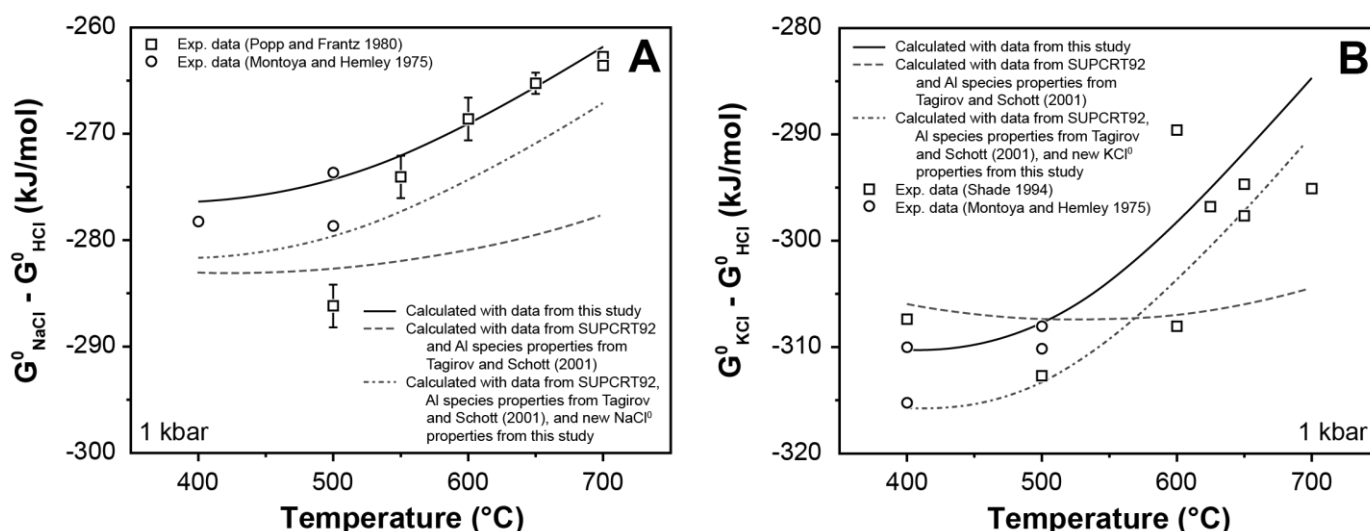 A
Exp. data (Popp and Frantz 1980)
Exp. data (Montoya and Hemley 1975)
-260
-270
-280
-290
-300
G⁰NaCl - G⁰HCl (kJ/mol)
Calculated with data from this study
Calculated with data from SUPCRT92
and Al species properties from
Tagirov and Schott (2001)
Calculated with data from SUPCRT92,
Al species properties from Tagirov
and Schott (2001), and new NaCl⁰
properties from this study
1 kbar
400 500 600 700
Temperature (°C)
B
Calculated with data from this study
Calculated with data from SUPCRT92
and Al species properties from
Tagirov and Schott (2001)
Calculated with data from SUPCRT92,
Al species properties from Tagirov
and Schott (2001), and new KCl⁰
properties from this study
Exp. data (Shade 1994)
Exp. data (Montoya and Hemley 1975)
-280
-290
-300
-310
-320
G⁰KCl - G⁰HCl (kJ/mol)
1 kbar
400 500 600 700
Temperature (°C)